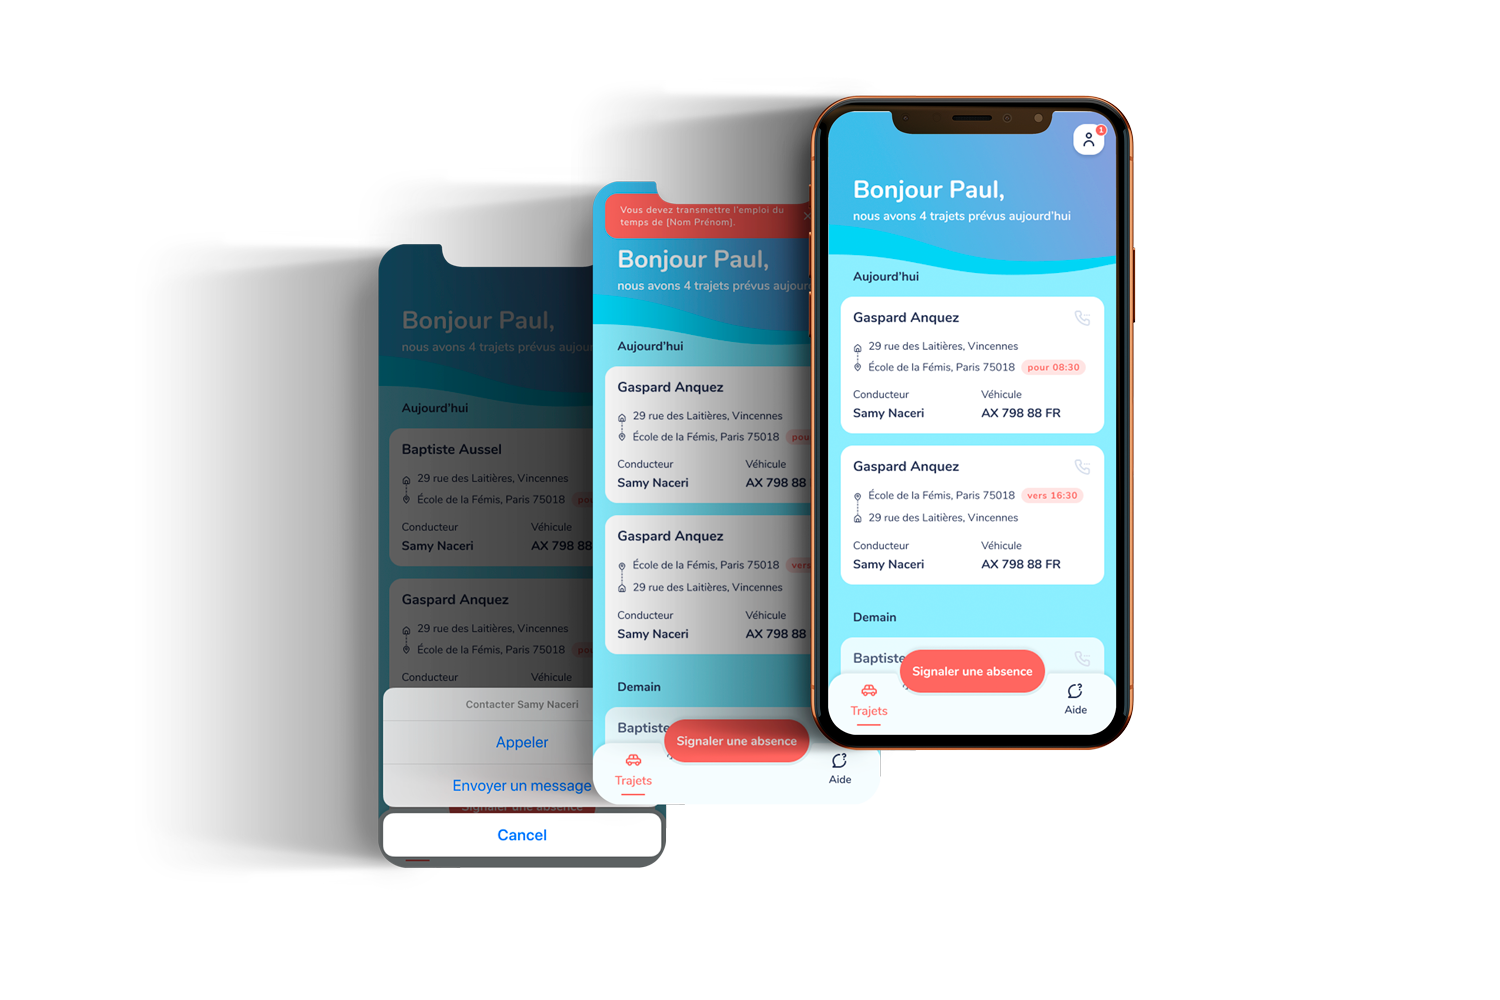 Bonjour Paul,
nous avons 4 trajets prévus
Aujourd'hui
Baptiste Aussel
29 rue des Laitières, Vincennes
École de la Fémis, Paris 75018
Conducteur
Véhicule
Samy Naceri
AX 798 88
Gaspard Anquez
29 rue des Laitières, Vincennes
École de la Fémis, Paris 75018
Conducteur
Véhicule
Contacter Samy Naceri
Appeler
Envoyer un message
Signaler une absence
Cancel
Vous devez transmettre l'emploi du
temps de [Nom Prénom].
Bonjour Paul,
nous avons 4 trajets prévus
Aujourd'hui
Gaspard Anquez
29 rue des Laitières, Vincennes
École de la Fémis, Paris 75018
Conducteur
Véhicule
Samy Naceri
AX 798 88
Gaspard Anquez
École de la Fémis, Paris 75018 vers
29 rue des Laitières, Vincennes
Conducteur
Véhicule
Samy Naceri
AX 798 88
Demain
Baptiste
Signaler une absence
Trajets
Aide
1
Bonjour Paul,
nous avons 4 trajets prévus aujourd'hui
Aujourd'hui
Gaspard Anquez
29 rue des Laitières, Vincennes
École de la Fémis, Paris 75018 pour 08:30
Conducteur
Véhicule
Samy Naceri
AX 798 88 FR
Gaspard Anquez
École de la Fémis, Paris 75018 vers 16:30
29 rue des Laitières, Vincennes
Conducteur
Véhicule
Samy Naceri
AX 798 88 FR
Demain
Baptiste
Signaler une absence
Trajets
Aide